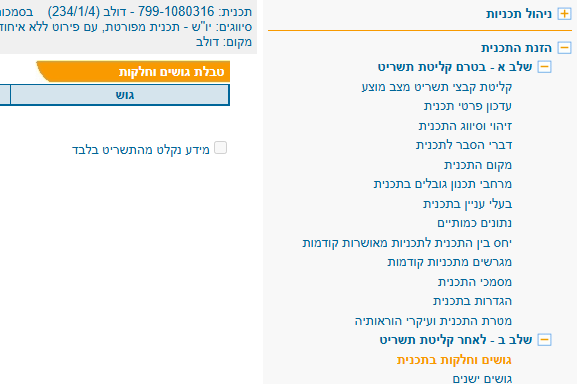 ניהול תכניות
הזנת התכנית
שלב א - בטרם קליטת תשריט
קליטת קבצי תשריט מצב מוצע
עדכון פרטי תכנית
זיהוי וסיווג התכנית
דברי הסבר לתכנית
מקום התכנית
מרחבי תכנון גובלים בתכנית
בעלי עניין בתכנית
נתונים כמותיים
יחס בין התכנית לתכניות מאושרות קודמות
מגרשים מתכניות קודמות
מסמכי התכנית
הגדרות בתכנית
מטרת התכנית ועיקרי הוראותיה
שלב ב - לאחר קליטת תשריט
גושים וחלקות בתכנית
גושים ישנים
תכנית: 799-1080316 - דולב (234/1/4)
סיווגים: יו"ש - תכנית מפורטת, עם פירוט ללא
מקום: דולב
טבלת גושים וחלקות
גוש
מידע נקלט מהתשריט בלבד